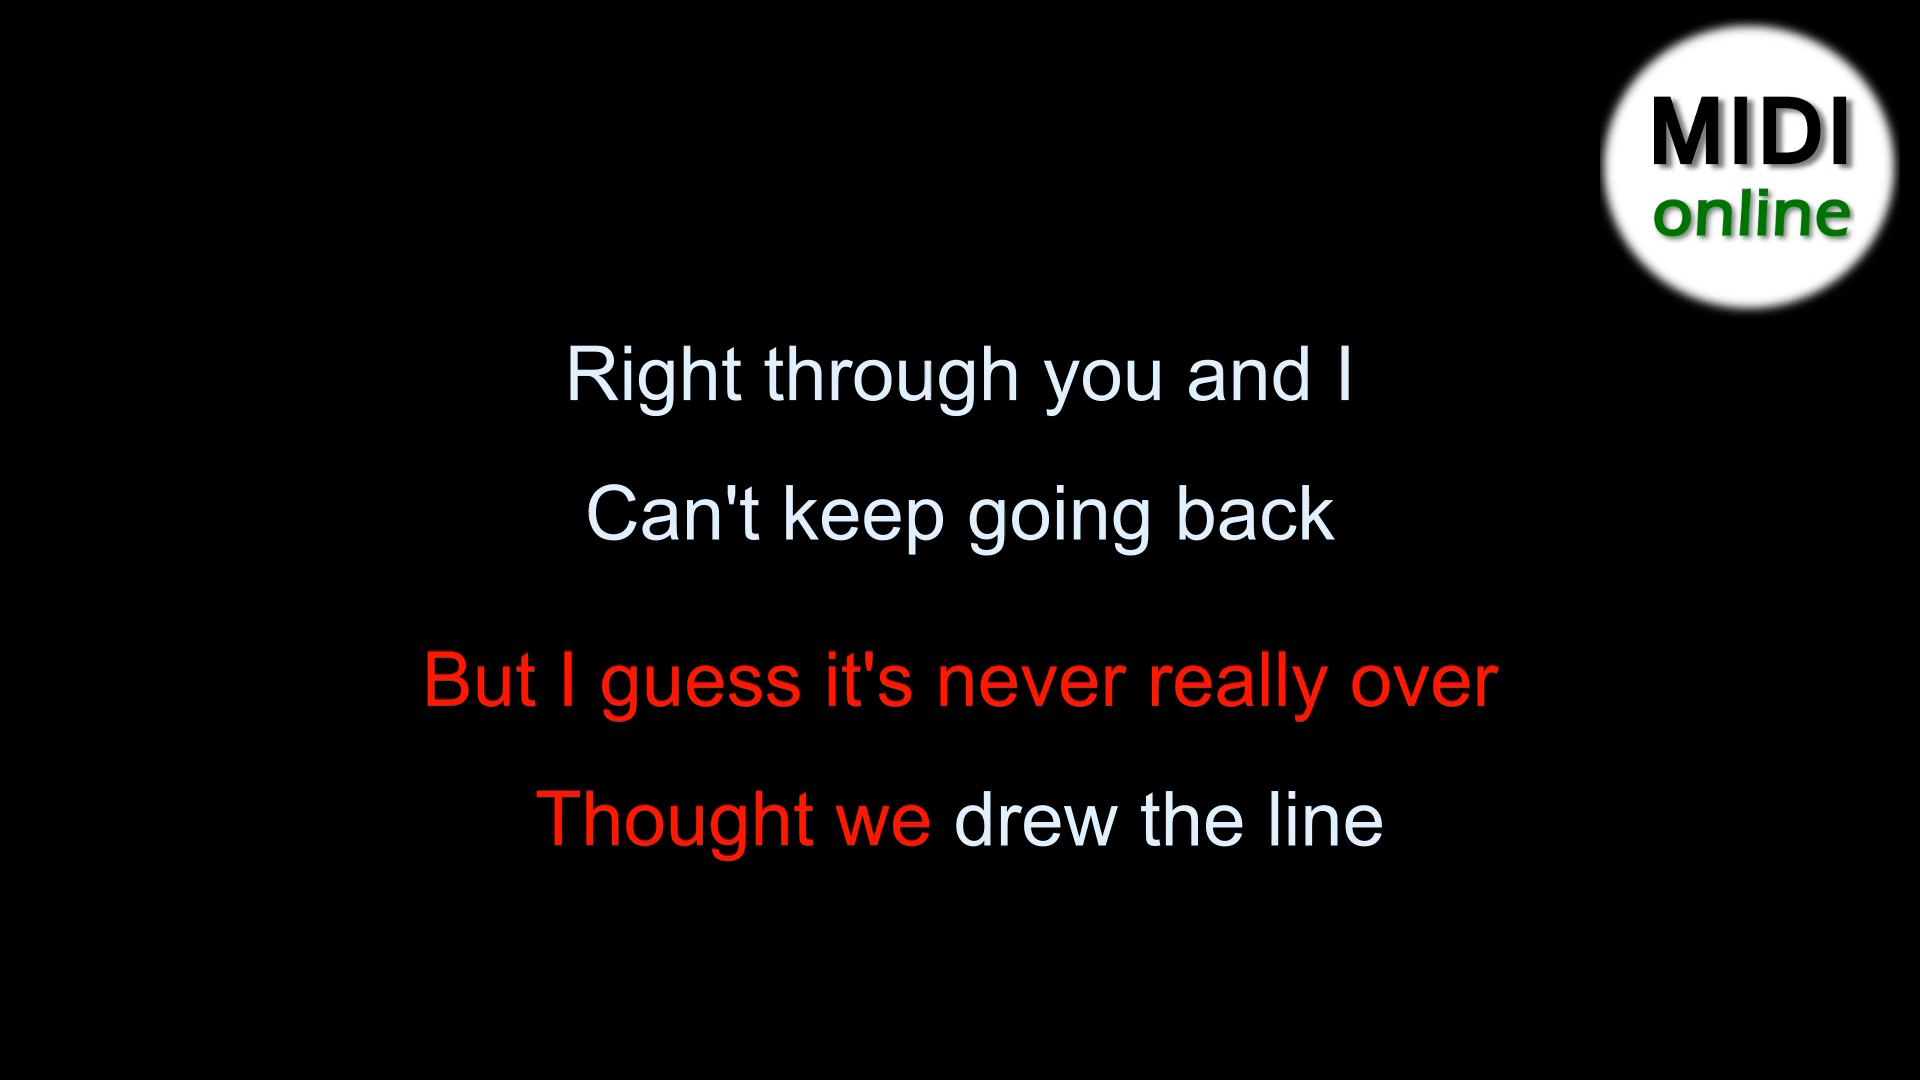 MIDI
online
Right through you and I
Can't keep going back
But I guess it's never really over
Thought we drew the line